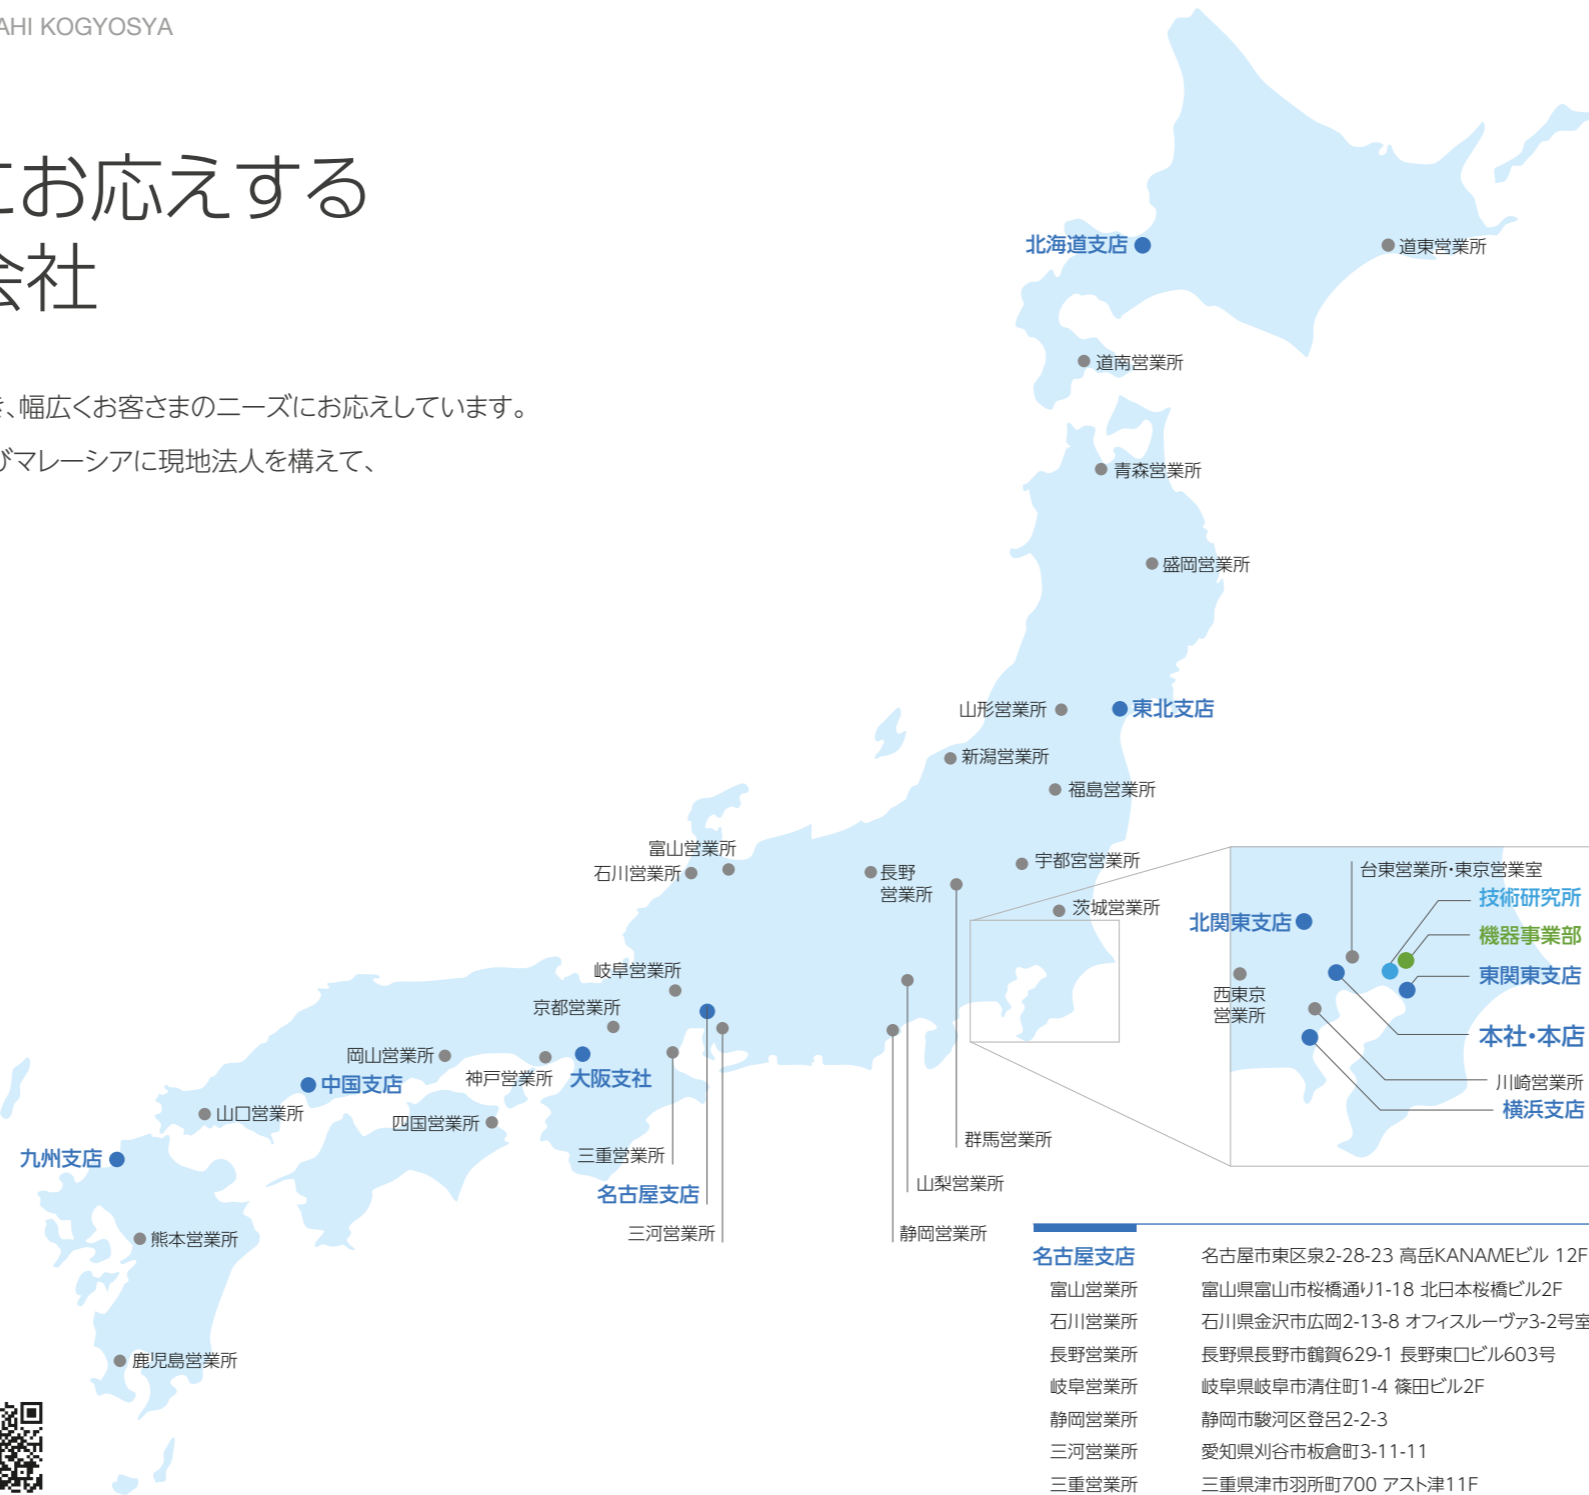 AHI KOGYOSYA
にお応えする
会社
き、幅広くお客さまのニーズにお応えしています。
びマレーシアに現地法人を構えて、
北海道支店
道東営業所
道南営業所
青森営業所
盛岡営業所
山形営業所
東北支店
新潟営業所
福島営業所
富山営業所
石川営業所
長野
営業所
宇都宮営業所
茨城営業所
台東営業所・東京営業室
技術研究所
北関東支店
機器事業部
東関東支店
西東京
営業所
本社・本店
川崎営業所
横浜支店
岐阜営業所
京都営業所
岡山営業所
神戸営業所
大阪支社
中国支店
山口営業所
四国営業所
九州支店
三重営業所
群馬営業所
山梨営業所
名古屋支店
三河営業所
静岡営業所
熊本営業所
鹿児島営業所
名古屋支店 名古屋市東区泉2-28-23 高岳KANAMEビル 12F
富山営業所 富山県富山市桜橋通り1-18 北日本桜橋ビル2F
石川営業所 石川県金沢市広岡2-13-8 オフィスルーヴァ3-2号室
長野営業所 長野県長野市鶴賀629-1 長野東口ビル603号
岐阜営業所 岐阜県岐阜市清住町1-4 篠田ビル2F
静岡営業所 静岡市駿河区登呂2-2-3
三河営業所 愛知県刈谷市板倉町3-11-11
三重営業所 三重県津市羽所町700 アスト津11F